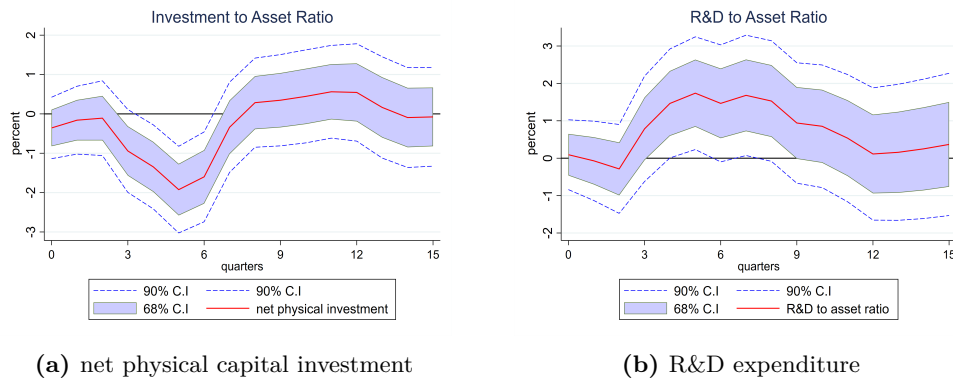 Investment to Asset Ratio
2
1
0
-1
-2
-3
percent
0
3
6
9
12
15
quarters
90% C.I
90% C.I
68% C.I
net physical investment
(a) net physical capital investment
R&D to Asset Ratio
3
2
1
0
-1
-2
percent
0
3
6
9
12
15
quarters
90% C.I
90% C.I
68% C.I
R&D to asset ratio
(b) R&D expenditure